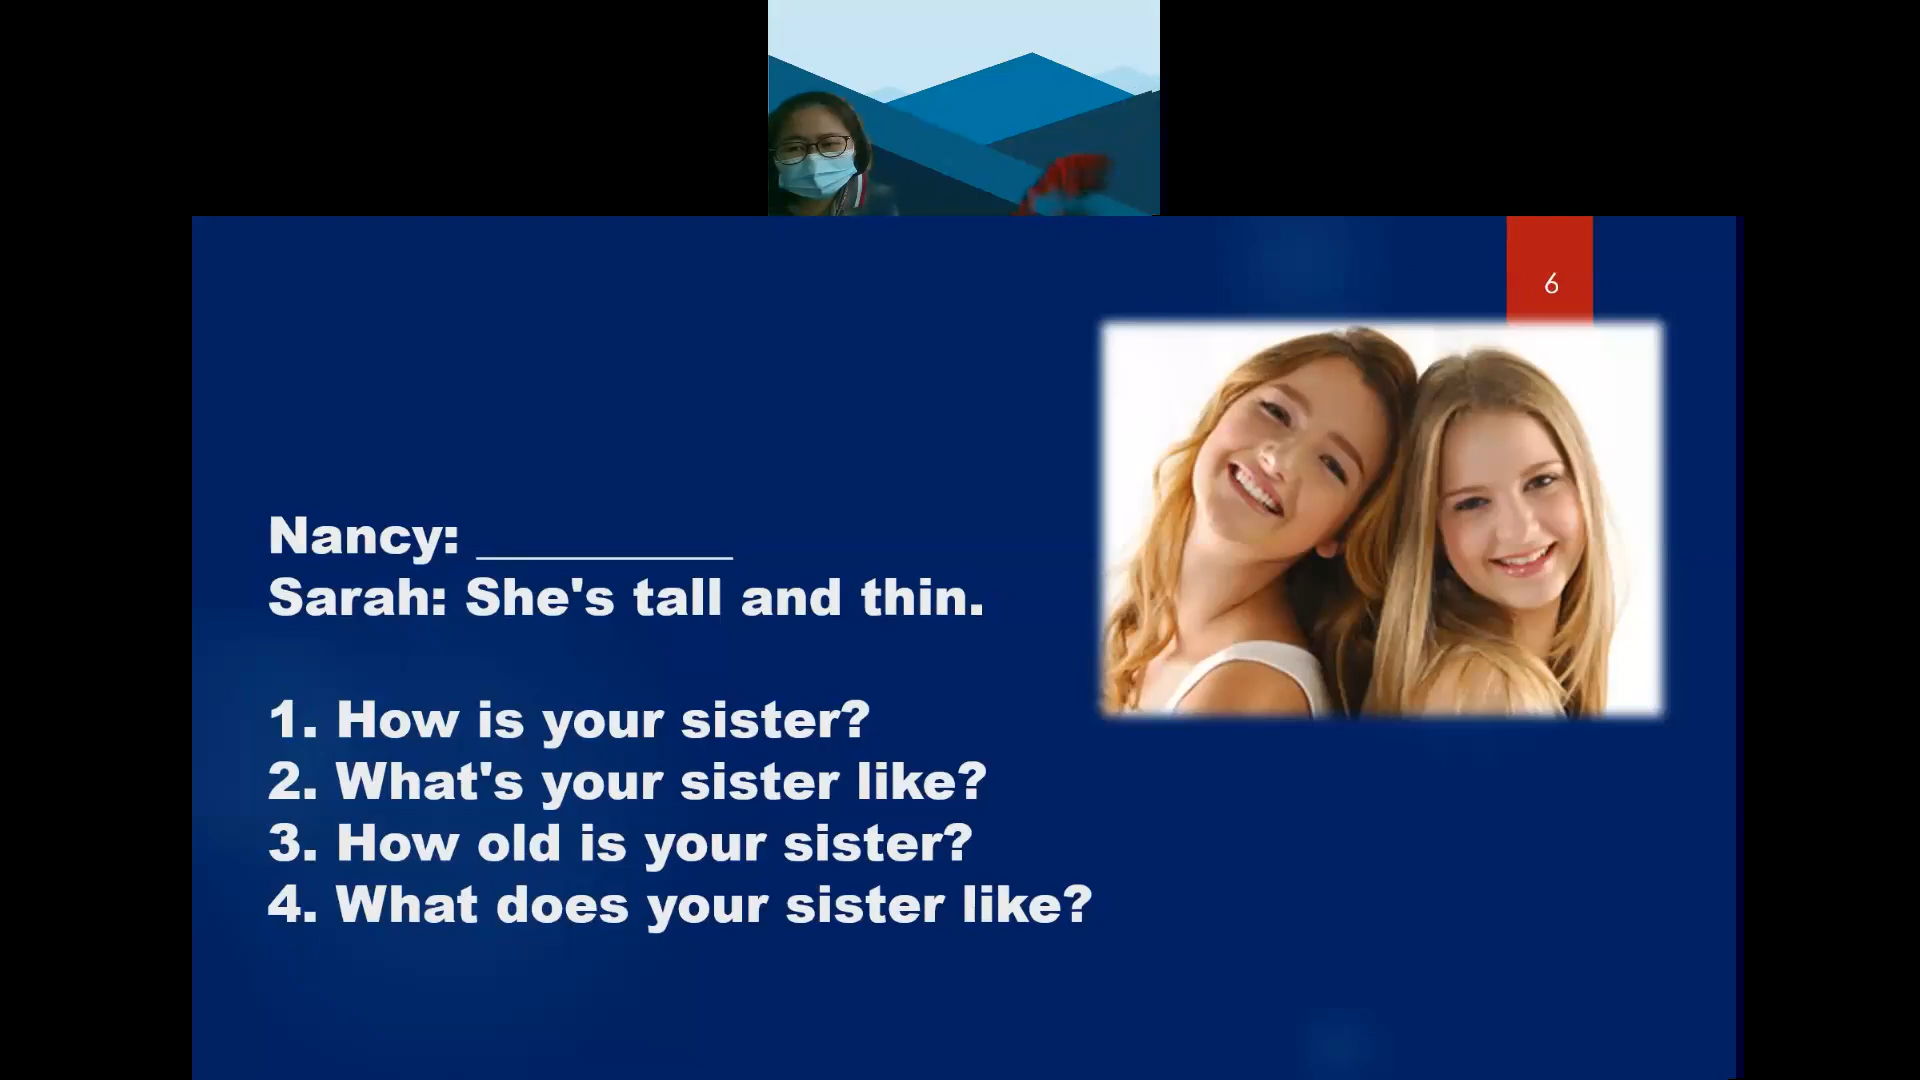 6
Nancy: __________
Sarah: She's tall and thin.
1. How is your sister?
2. What's your sister like?
3. How old is your sister?
4. What does your sister like?